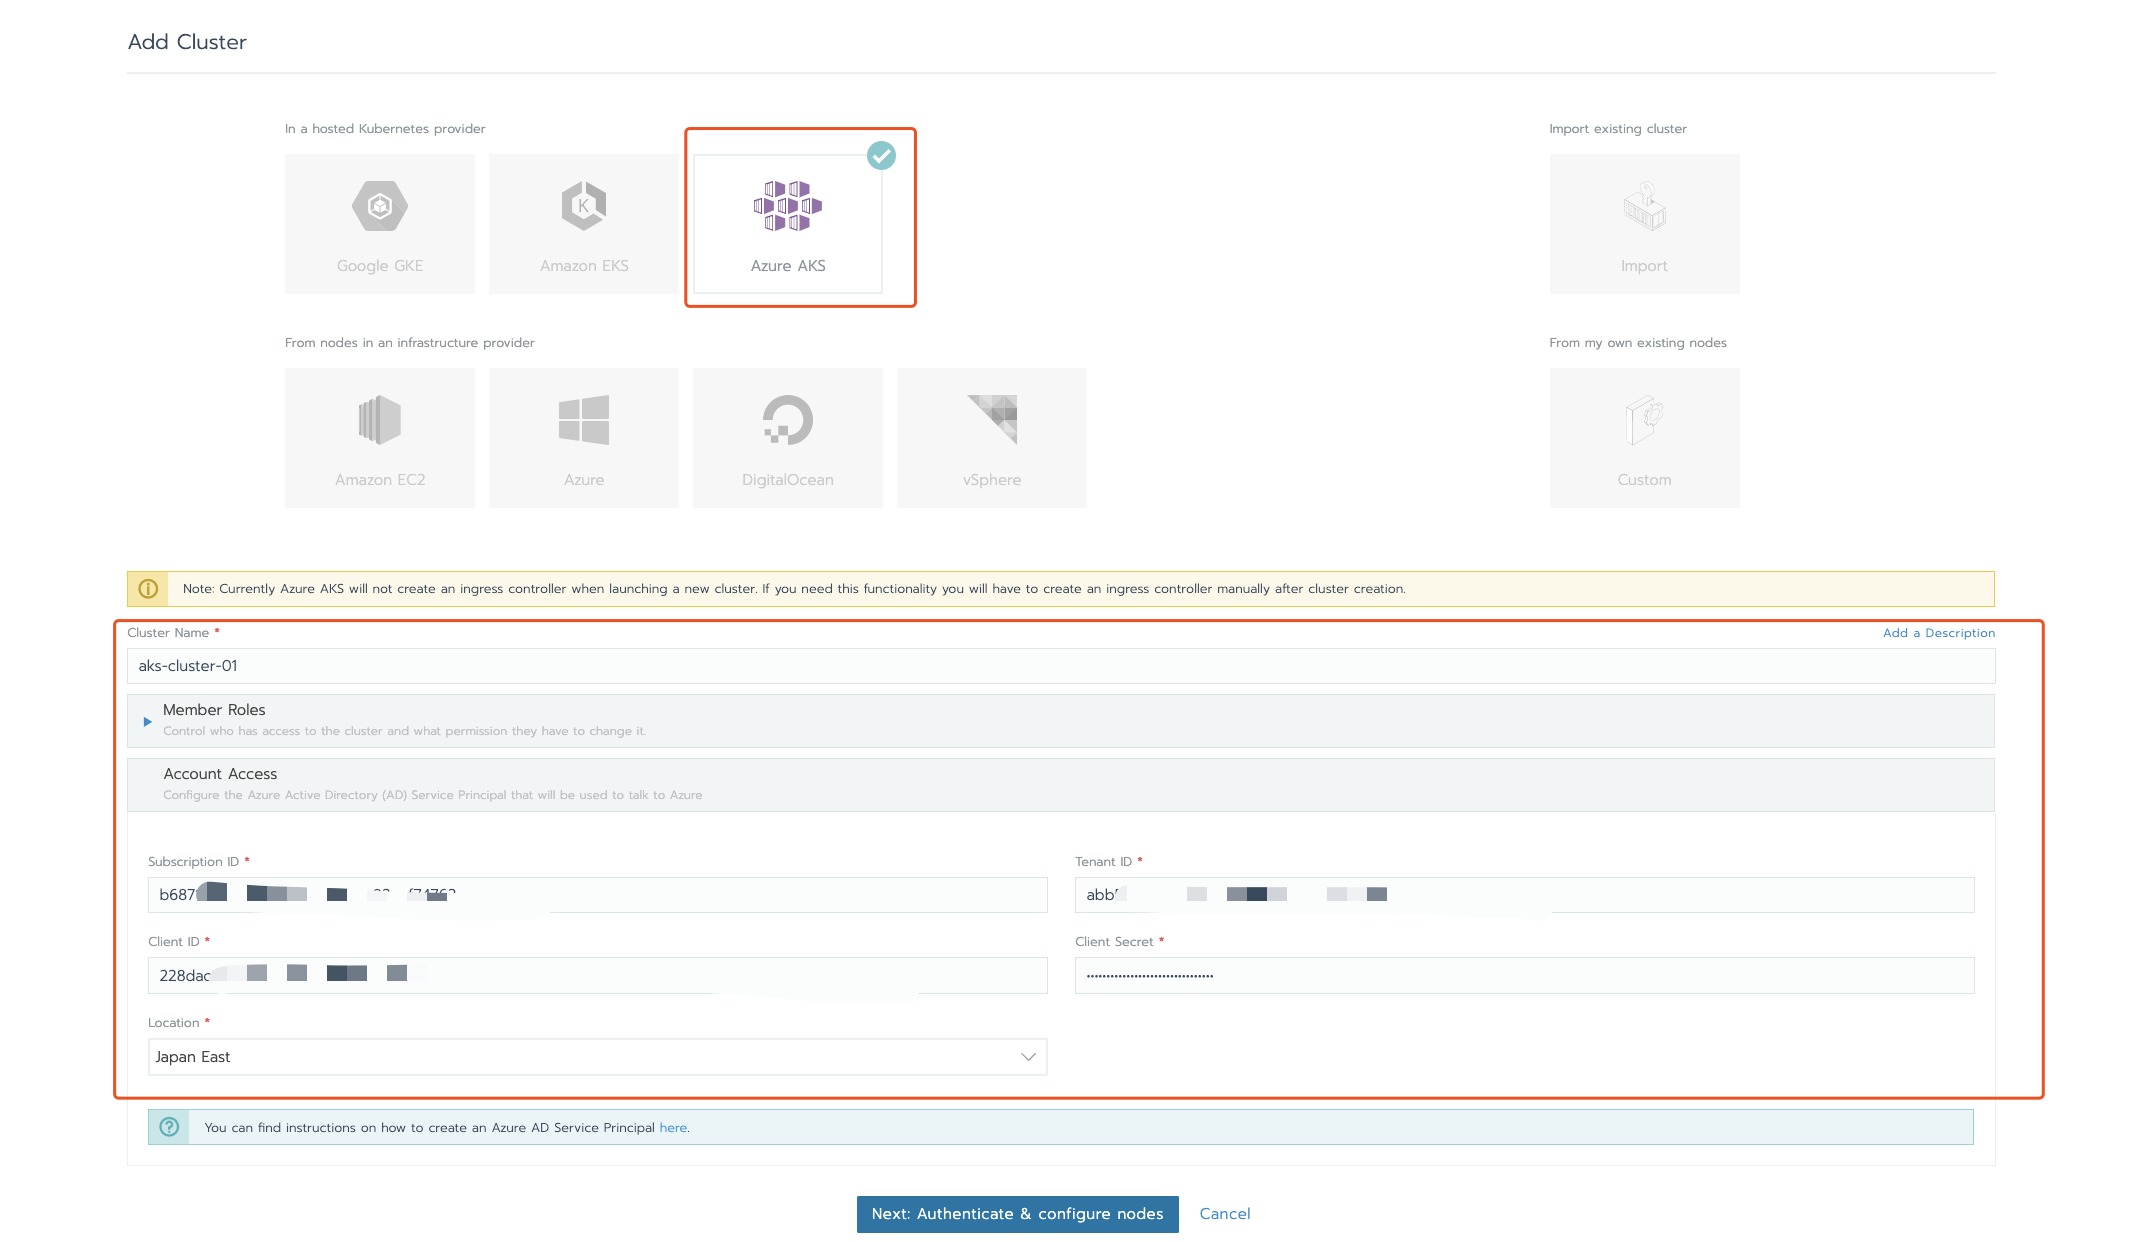 Add Cluster
In a hosted Kubernetes provider
Import existing cluster
Google GKE
Amazon EKS
Azure AKS
Import
From nodes in an infrastructure provider
From my own existing nodes
Amazon EC2
Azure
DigitalOcean
vSphere
Custom
Note: Currently Azure AKS will not create an ingress controller when launching a new cluster. If you need this functionality you will have to create an ingress controller manually after cluster creation.
Cluster Name *
Add a Description
aks-cluster-01
Member Roles
Control who has access to the cluster and what permission they have to change it.
Account Access
Configure the Azure Active Directory (AD) Service Principal that will be used to talk to Azure
Subscription ID *
Tenant ID *
b687
abb
Client ID *
Client Secret *
228dac
Location *
Japan East
You can find instructions on how to create an Azure AD Service Principal here.
Next: Authenticate & configure nodes
Cancel